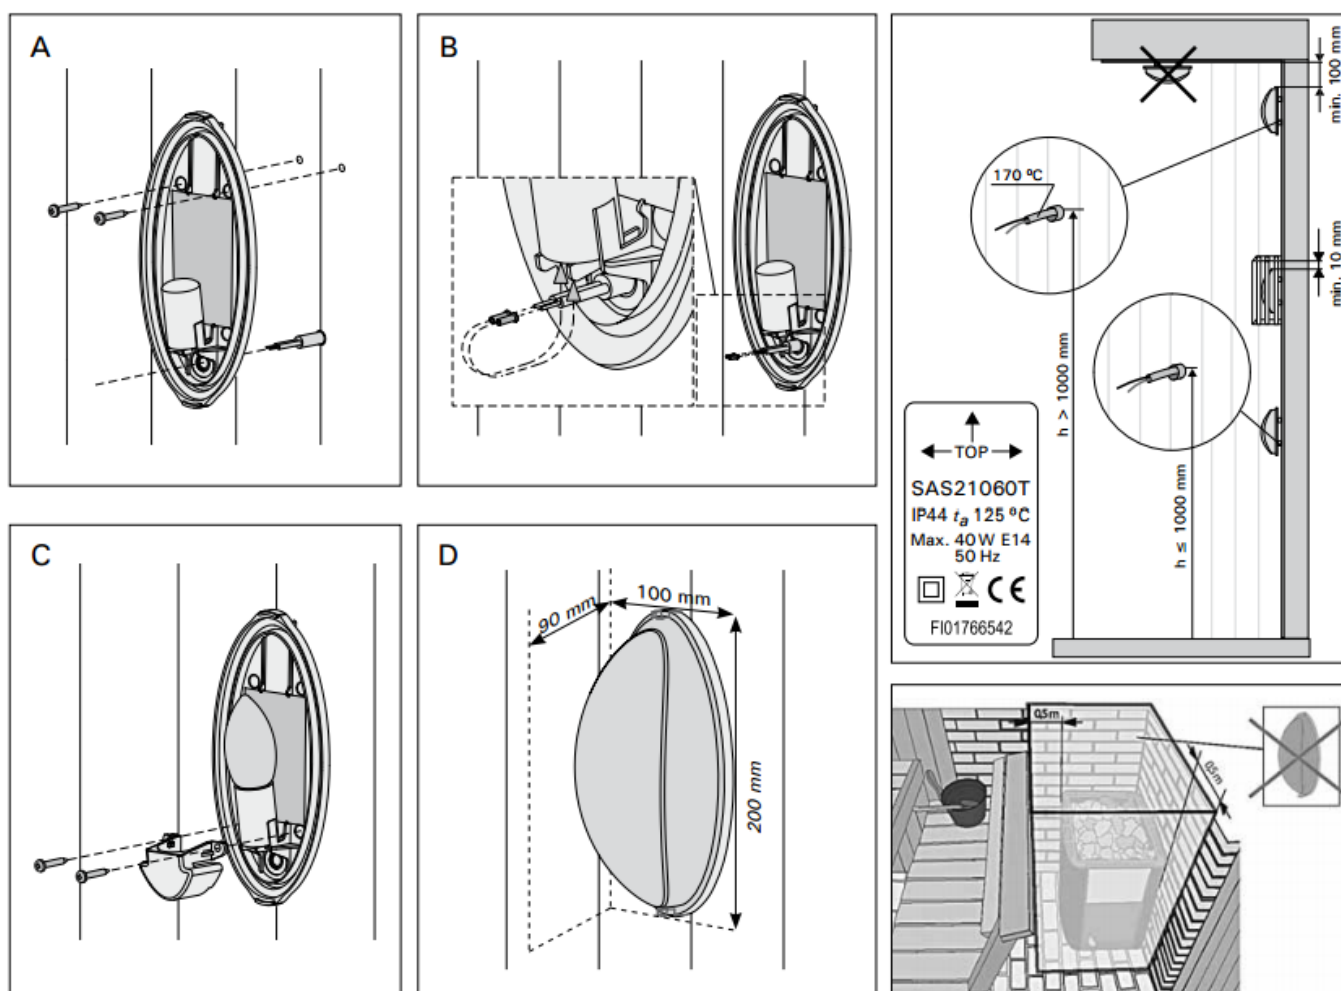 A
B
C
D
90 mm
100 mm
200 mm
min. 100 mm
170 ºC
min. 10 mm
h > 1000 mm
h ≤ 1000 mm
TOP
SAS21060T
IP44 ta 125 ºC
Max. 40 W E14
50 Hz
CE
FI01766542
0,5m
0,5m